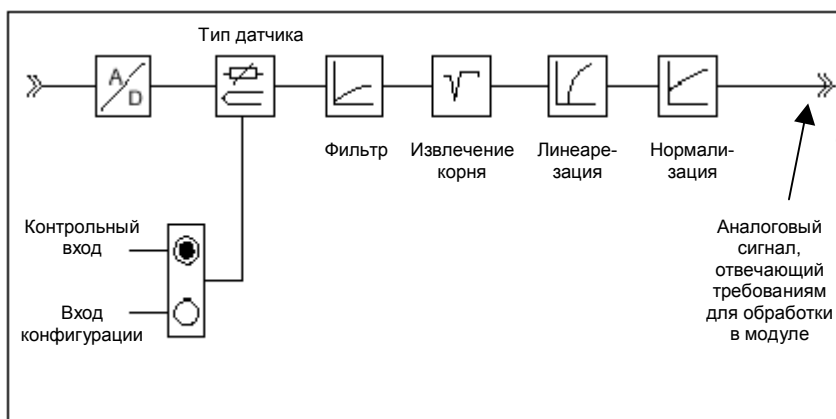 Тип датчика
A
D
Фильтр
Извлечение
корня
Линеаре-
зация
Нормали-
зация
Контрольный
вход
Вход
конфигурации
Аналоговый
сигнал,
отвечающий
требованиям
для обработки
в модуле